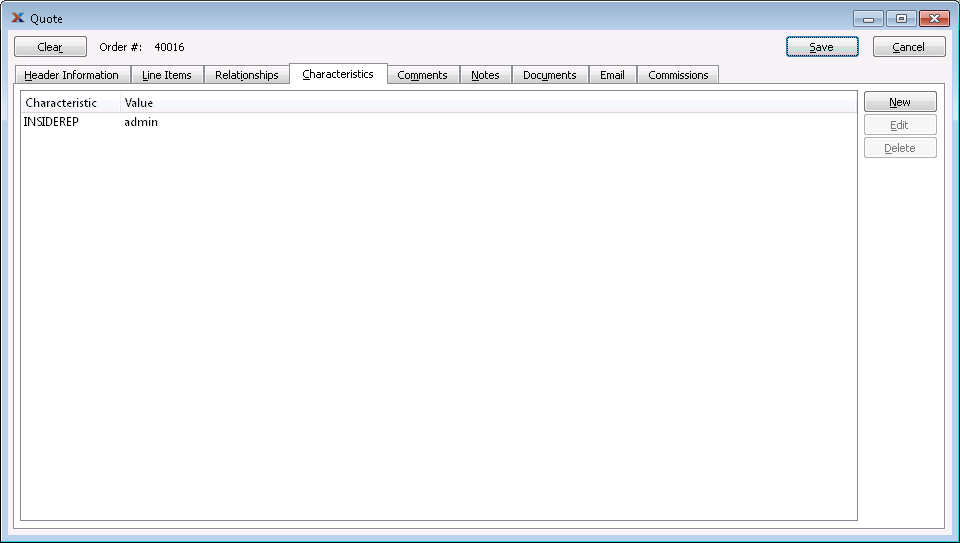 Quote
Clear Order #: 40016 Save Cancel
Header Information Line Items Relationships Characteristics Comments Notes Documents Email Commissions
Characteristic Value New
INSIDEREP admin Edit
Delete